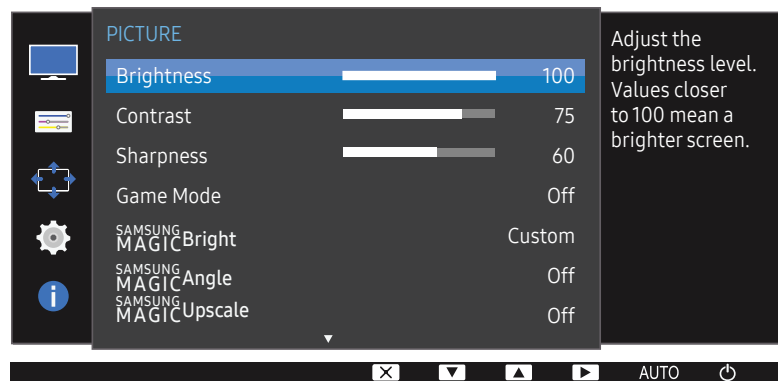 PICTURE
Brightness 100
Contrast 75
Sharpness 60
Game Mode Off
SAMSUNG MAGIC Bright Custom
SAMSUNG MAGIC Angle Off
SAMSUNG MAGIC Upscale Off
Adjust the
brightness level.
Values closer
to 100 mean a
brighter screen.
AUTO